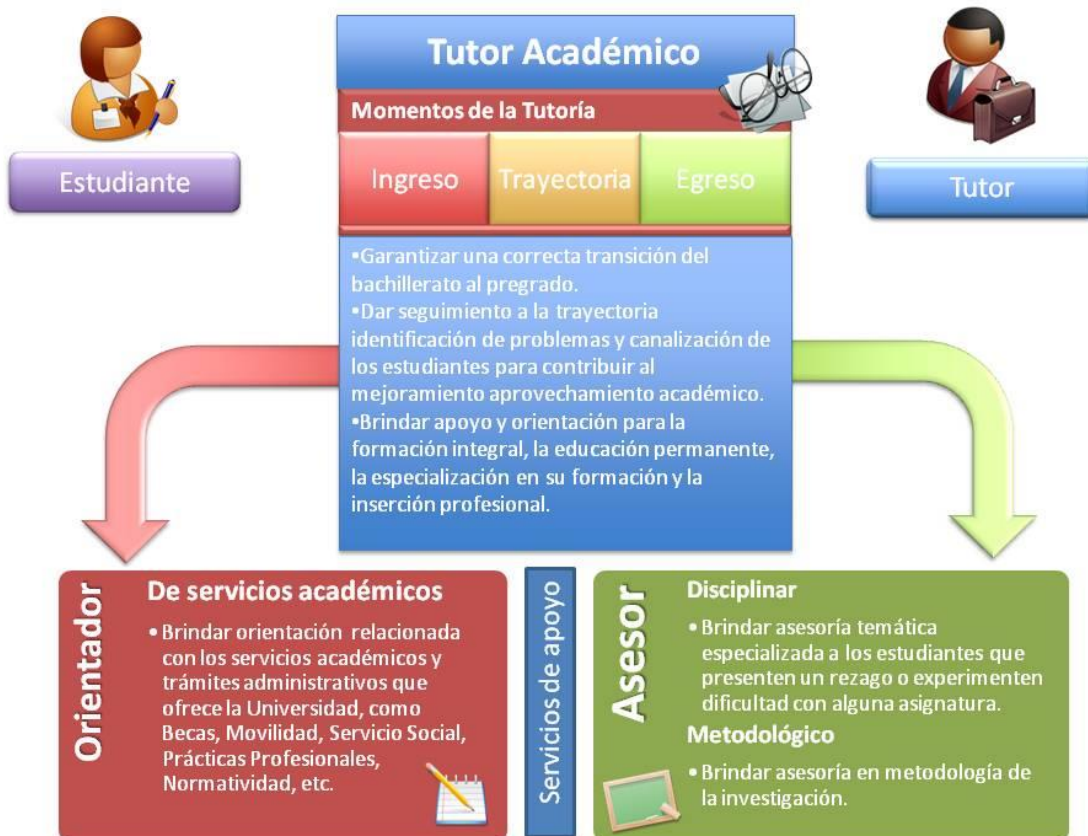 Estudiante
Tutor Académico
Momentos de la Tutoría
Ingreso
Trayectoria
Egreso
Tutor
•Garantizar una correcta transición del
bachillerato al pregrado.
•Dar seguimiento a la trayectoria
identificación de problemas y canalización de
los estudiantes para contribuir al
mejoramiento aprovechamiento académico.
•Brindar apoyo y orientación para la
formación integral, la educación permanente,
la especialización en su formación y la
inserción profesional.
Orientador
De servicios académicos
• Brindar orientación relacionada
con los servicios académicos y
trámites administrativos que
ofrece la Universidad, como
Becas, Movilidad, Servicio Social,
Prácticas Profesionales,
Normatividad, etc.
Servicios de apoyo
Asesor
Disciplinar
• Brindar asesoría temática
especializada a los estudiantes que
presenten un rezago o experimenten
dificultad con alguna asignatura.
Metodológico
• Brindar asesoría en metodología de
la investigación.